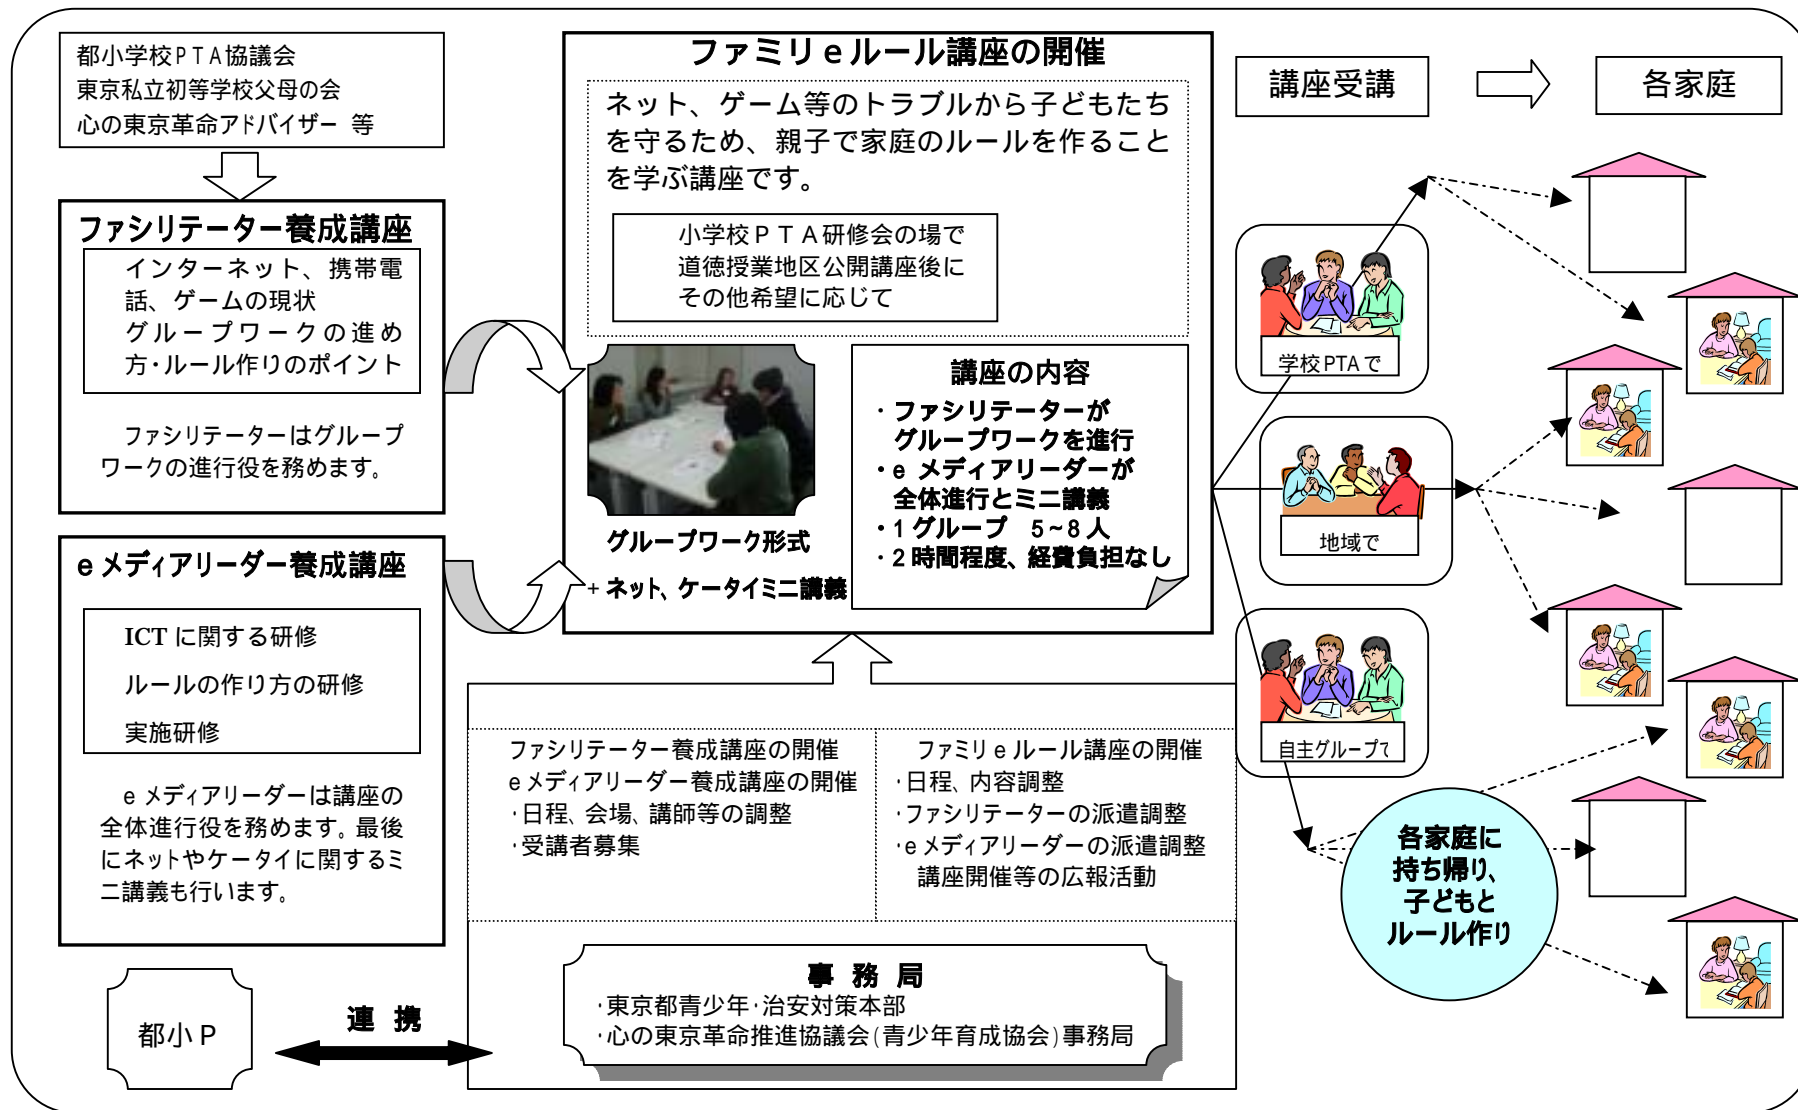 都小学校PTA協議会
東京私立初等学校父母の会
心の東京革命アドバイザー 等
ファシリテーター養成講座
インターネット、携帯電
話、ゲームの現状
グループワークの進め
方・ルール作りのポイント
ファシリテーターはグループ
ワークの進行役を務めます。
eメディアリーダー養成講座
ICTに関する研修
ルールの作り方の研修
実施研修
eメディアリーダーは講座の
全体進行役を務めます。最後
にネットやケータイに関するミ
ニ講義も行います。
都小P
連 携
ファミリeルール講座の開催
ネット、ゲーム等のトラブルから子どもたち
を守るため、親子で家庭のルールを作ること
を学ぶ講座です。
小学校PTA研修会の場で
道徳授業地区公開講座後に
その他希望に応じて
グループワーク形式
+ネット、ケータイミニ講義
講座の内容
・ファシリテーターが
グループワークを進行
・eメディアリーダーが
全体進行とミニ講義
・1グループ 5~8人
・2時間程度、経費負担なし
ファシリテーター養成講座の開催
eメディアリーダー養成講座の開催
・日程、会場、講師等の調整
・受講者募集
ファミリeルール講座の開催
・日程、内容調整
・ファシリテーターの派遣調整
・eメディアリーダーの派遣調整
講座開催等の広報活動
事 務 局
・東京都青少年・治安対策本部
・心の東京革命推進協議会(青少年育成協会)事務局
講座受講
各家庭
学校PTAで
地域で
自主グループで
各家庭に
持ち帰り、
子どもと
ルール作り